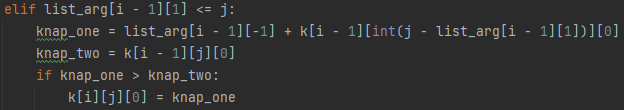 elif list_arg[i - 1][1] <= j:
    knap_one = list_arg[i - 1][-1] + k[i - 1][int(j - list_arg[i - 1][1])][0]
    knap_two = k[i - 1][j][0]
    if knap_one > knap_two:
        k[i][j][0] = knap_one